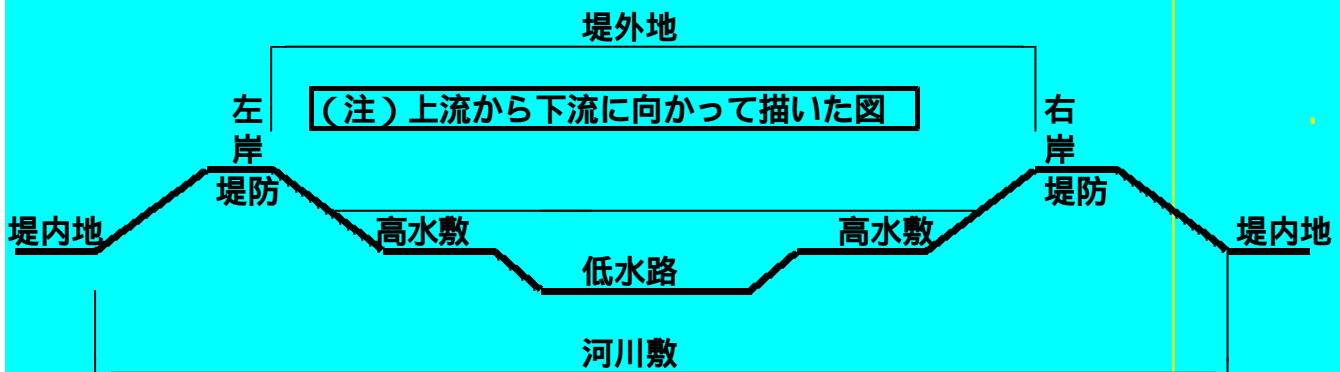 堤外地
(注)上流から下流に向かって描いた図
左岸
右岸
堤防
堤防
堤内地
高水敷
高水敷
堤内地
低水路
河川敷